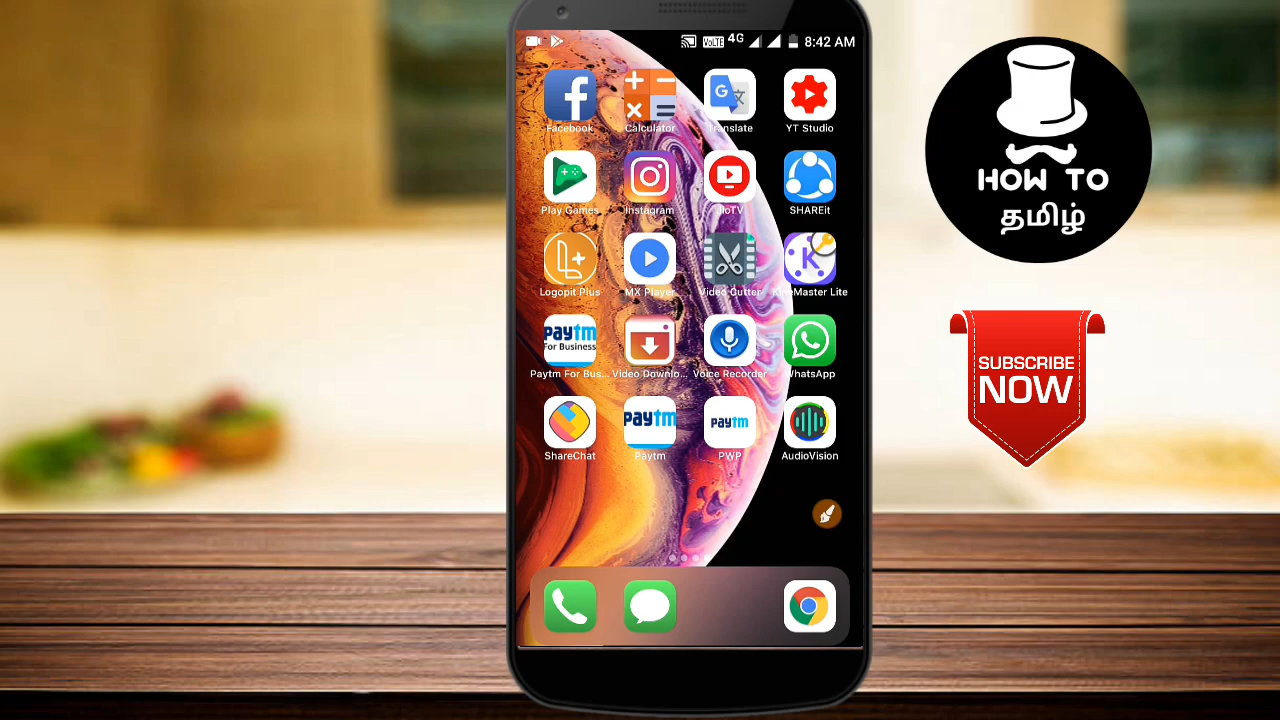 VoLTE 4G 8:42 AM
Facebook Calculator Translate YT Studio
Play Games Instagram JioTV SHAREit
Logopit Plus MX Player Video Cutter KineMaster Lite
paytm
For Business
Paytm For Bus... Video Downlo... Voice Recorder WhatsApp
paytm paytm
ShareChat Paytm PWP AudioVision
HOW TO
தமிழ்
SUBSCRIBE
NOW